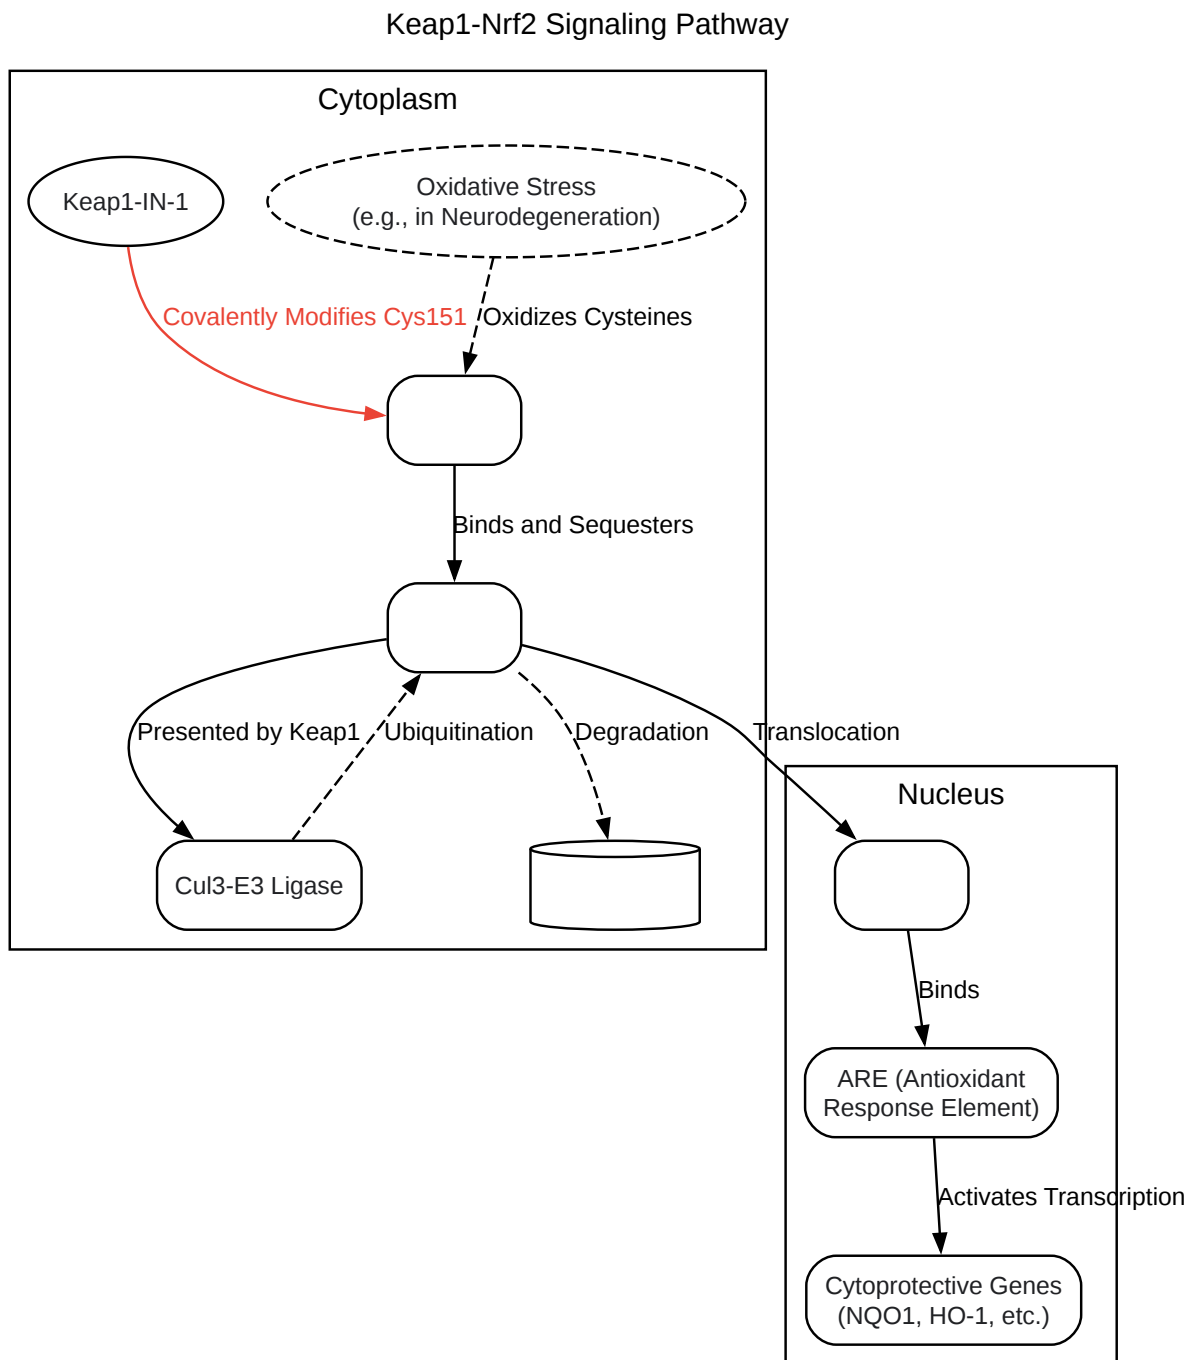 Keap1-Nrf2 Signaling Pathway
Cytoplasm
Keap1-IN-1
Oxidative Stress
(e.g., in Neurodegeneration)
Covalently Modifies Cys151
Oxidizes Cysteines
Binds and Sequesters
Presented by Keap1
Ubiquitination
Degradation
Translocation
Nucleus
Cul3-E3 Ligase
Binds
ARE (Antioxidant
Response Element)
Activates Transcription
Cytoprotective Genes
(NQO1, HO-1, etc.)